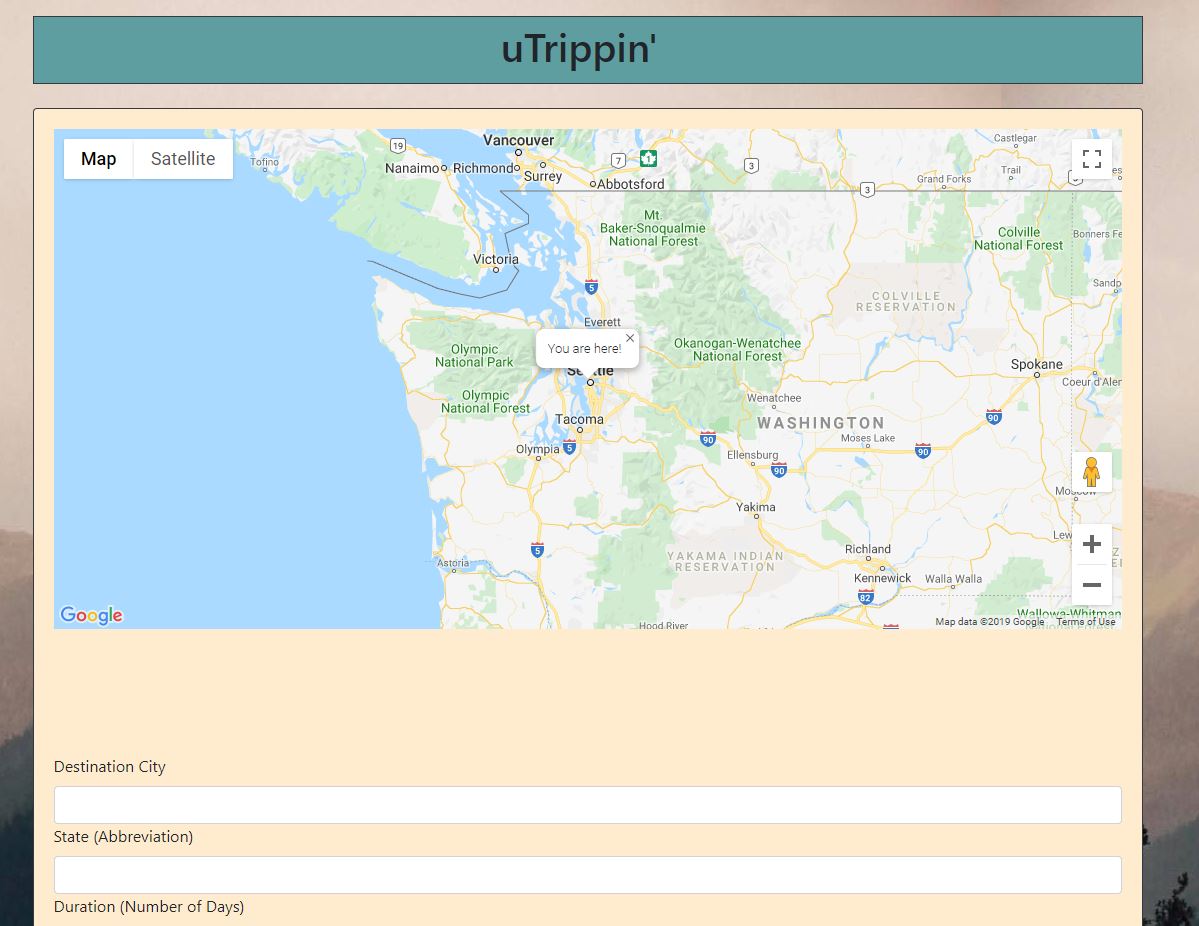 uTrippin'
Map
Satellite
Tofino
19
Nanaimo
Vancouver
Richmond
Surrey
7
Abbotsford
3
3
Castlegar
Trail
Grand Forks
Mt.
Baker-Snoqualmie
National Forest
Colville
National Forest
Bonners Fe
Victoria
5
COLVILLE
RESERVATION
Sandp
Everett
You are here!
Okanogan-Wenatchee
National Forest
Olympic
National Park
Spokane
Coeur d'Alen
Olympic
National Forest
Wenatchee
Tacoma
WASHINGTON
90
90
Moses Lake
Olympia
5
90
Ellensburg
90
Yakima
5
YAKAMA INDIAN
RESERVATION
Richland
Astoria
Kennewick
Walla Walla
82
Wallowa-Whitman
Hood River
Google
Map data ©2019 Google
Terms of Use
Destination City
State (Abbreviation)
Duration (Number of Days)